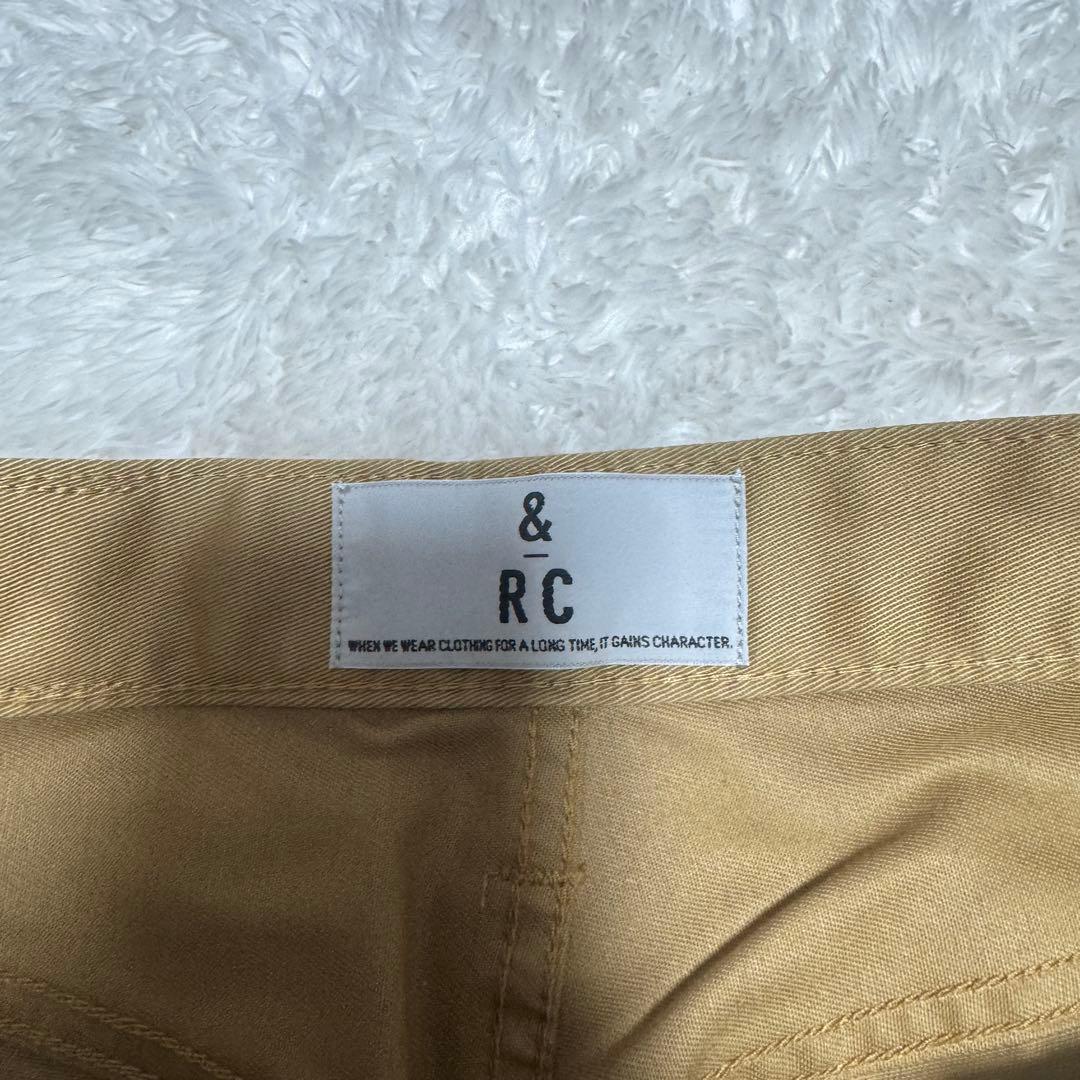 &
RC
WHEN WE WEAR CLOTHING FOR A LONG TIME, IT GAINS CHARACTER.